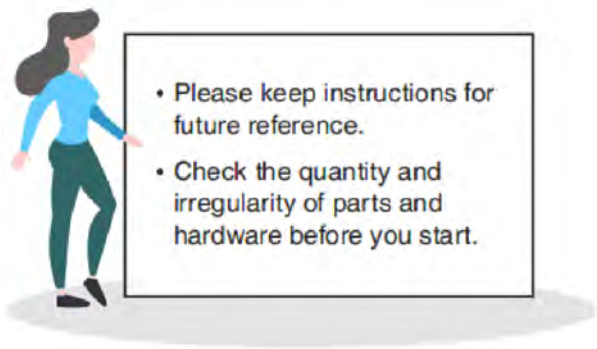 • Please keep instructions for
future reference.
• Check the quantity and
irregularity of parts and
hardware before you start.